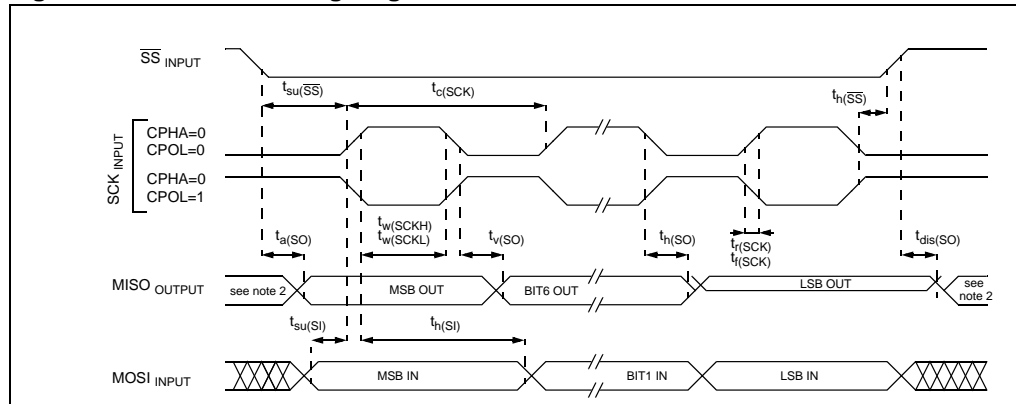 SS INPUT
tsu(SS)
tc(SCK)
th(SS)
SCK INPUT
CPHA=0
CPOL=0
CPHA=0
CPOL=1
ta(SO)
tw(SCKH)
tw(SCKL)
tv(SO)
th(SO)
tr(SCK)
tf(SCK)
tdis(SO)
MISO OUTPUT
see note 2
MSB OUT
BIT6 OUT
LSB OUT
see
note 2
tsu(SI)
th(SI)
MOSI INPUT
MSB IN
BIT1 IN
LSB IN